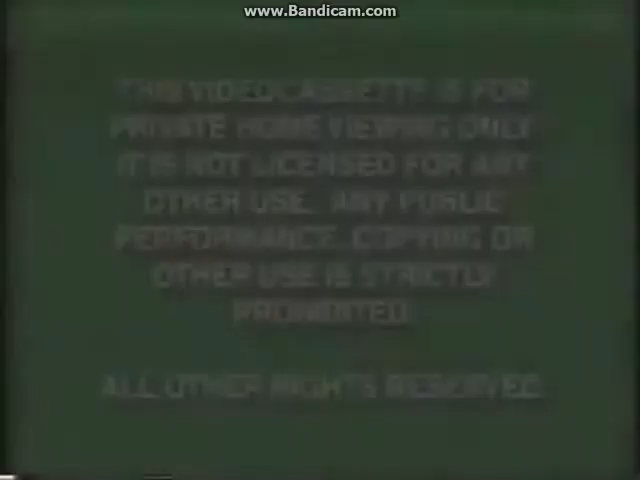 www.Bandicam.com
THIS VIDEOCASSETTE IS FOR
PRIVATE HOME VIEWING ONLY
IT IS NOT LICENSED FOR ANY
OTHER USE. ANY PUBLIC
PERFORMANCE, COPYING OR
OTHER USE IS STRICTLY
PROHIBITED.
ALL OTHER RIGHTS RESERVED